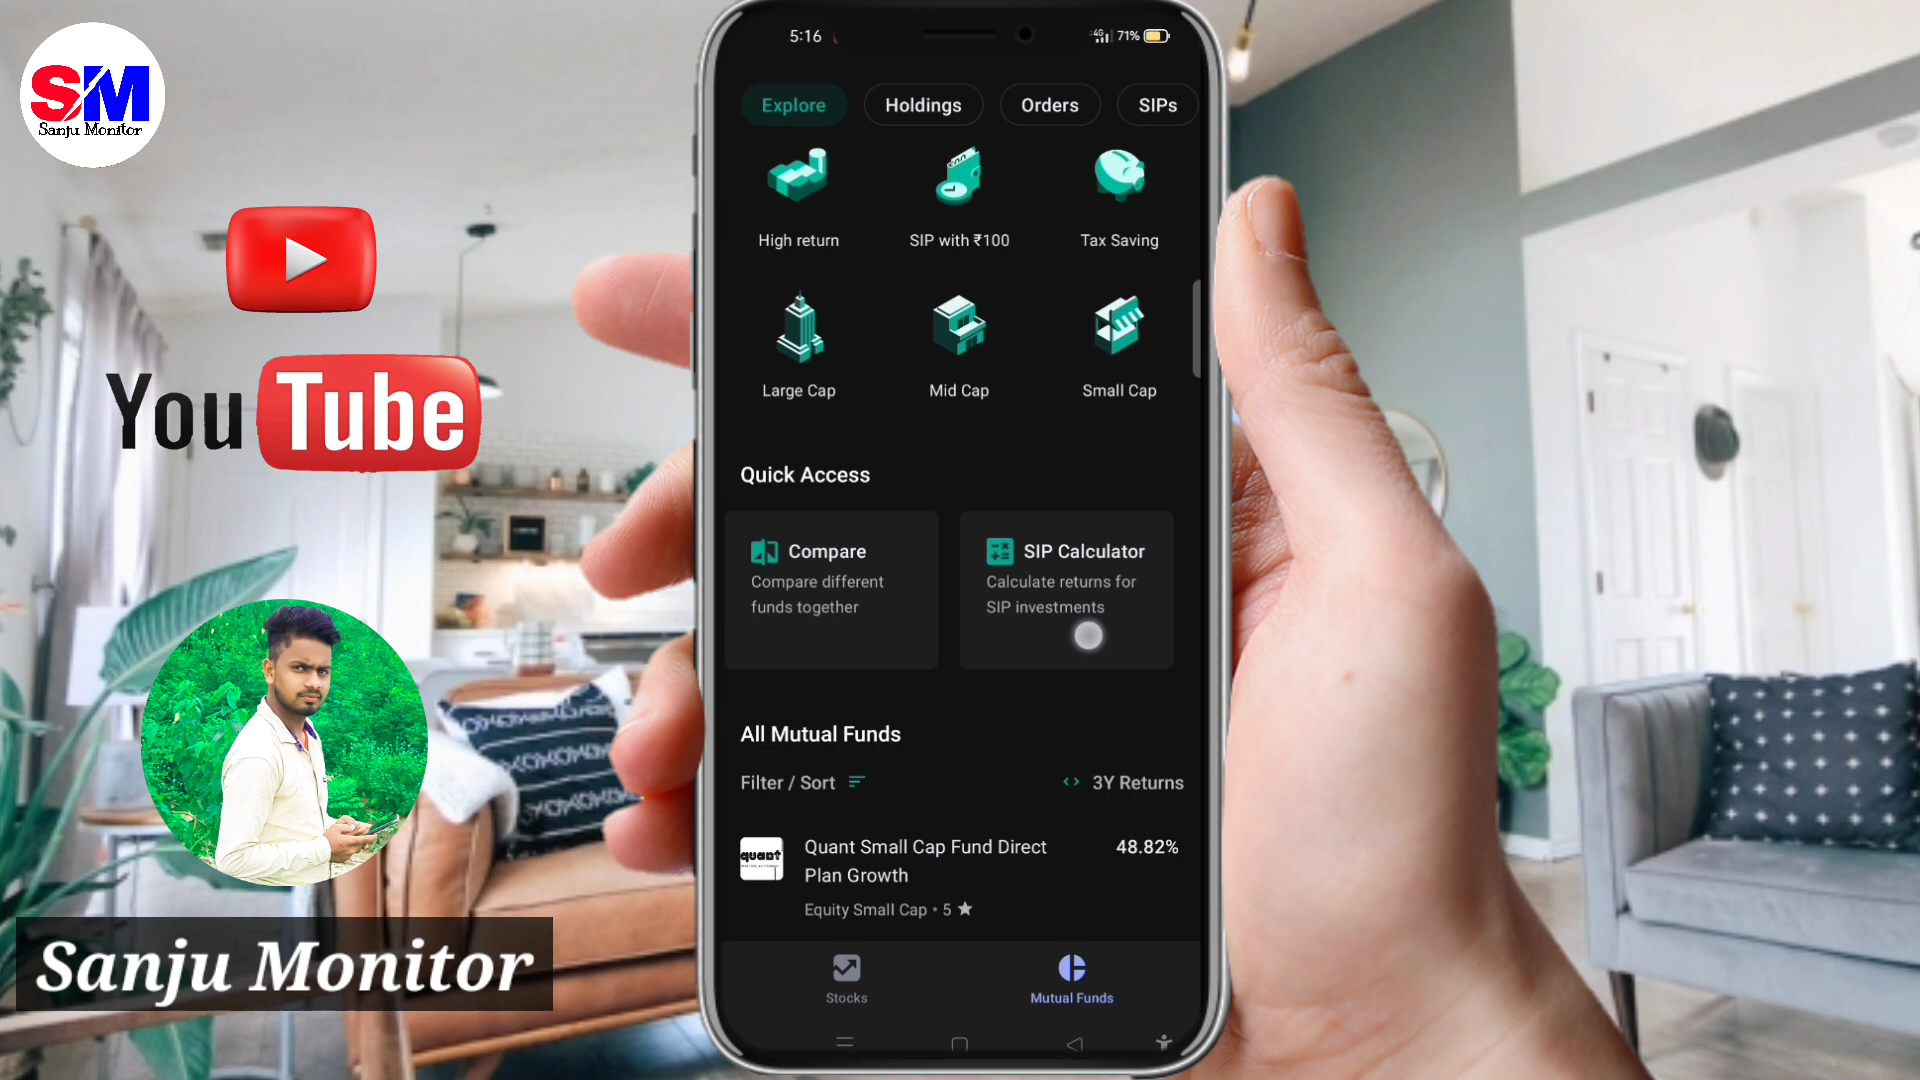 SM
Sanju Monitor
YouTube
Sanju Monitor
5:16
4G 71%
Explore
Holdings
Orders
SIPs
High return
SIP with ₹100
Tax Saving
Large Cap
Mid Cap
Small Cap
Quick Access
Compare
Compare different
funds together
SIP Calculator
Calculate returns for
SIP investments
All Mutual Funds
Filter / Sort
3Y Returns
quant
Quant Small Cap Fund Direct
Plan Growth
48.82%
Equity Small Cap • 5 ★
Stocks
Mutual Funds